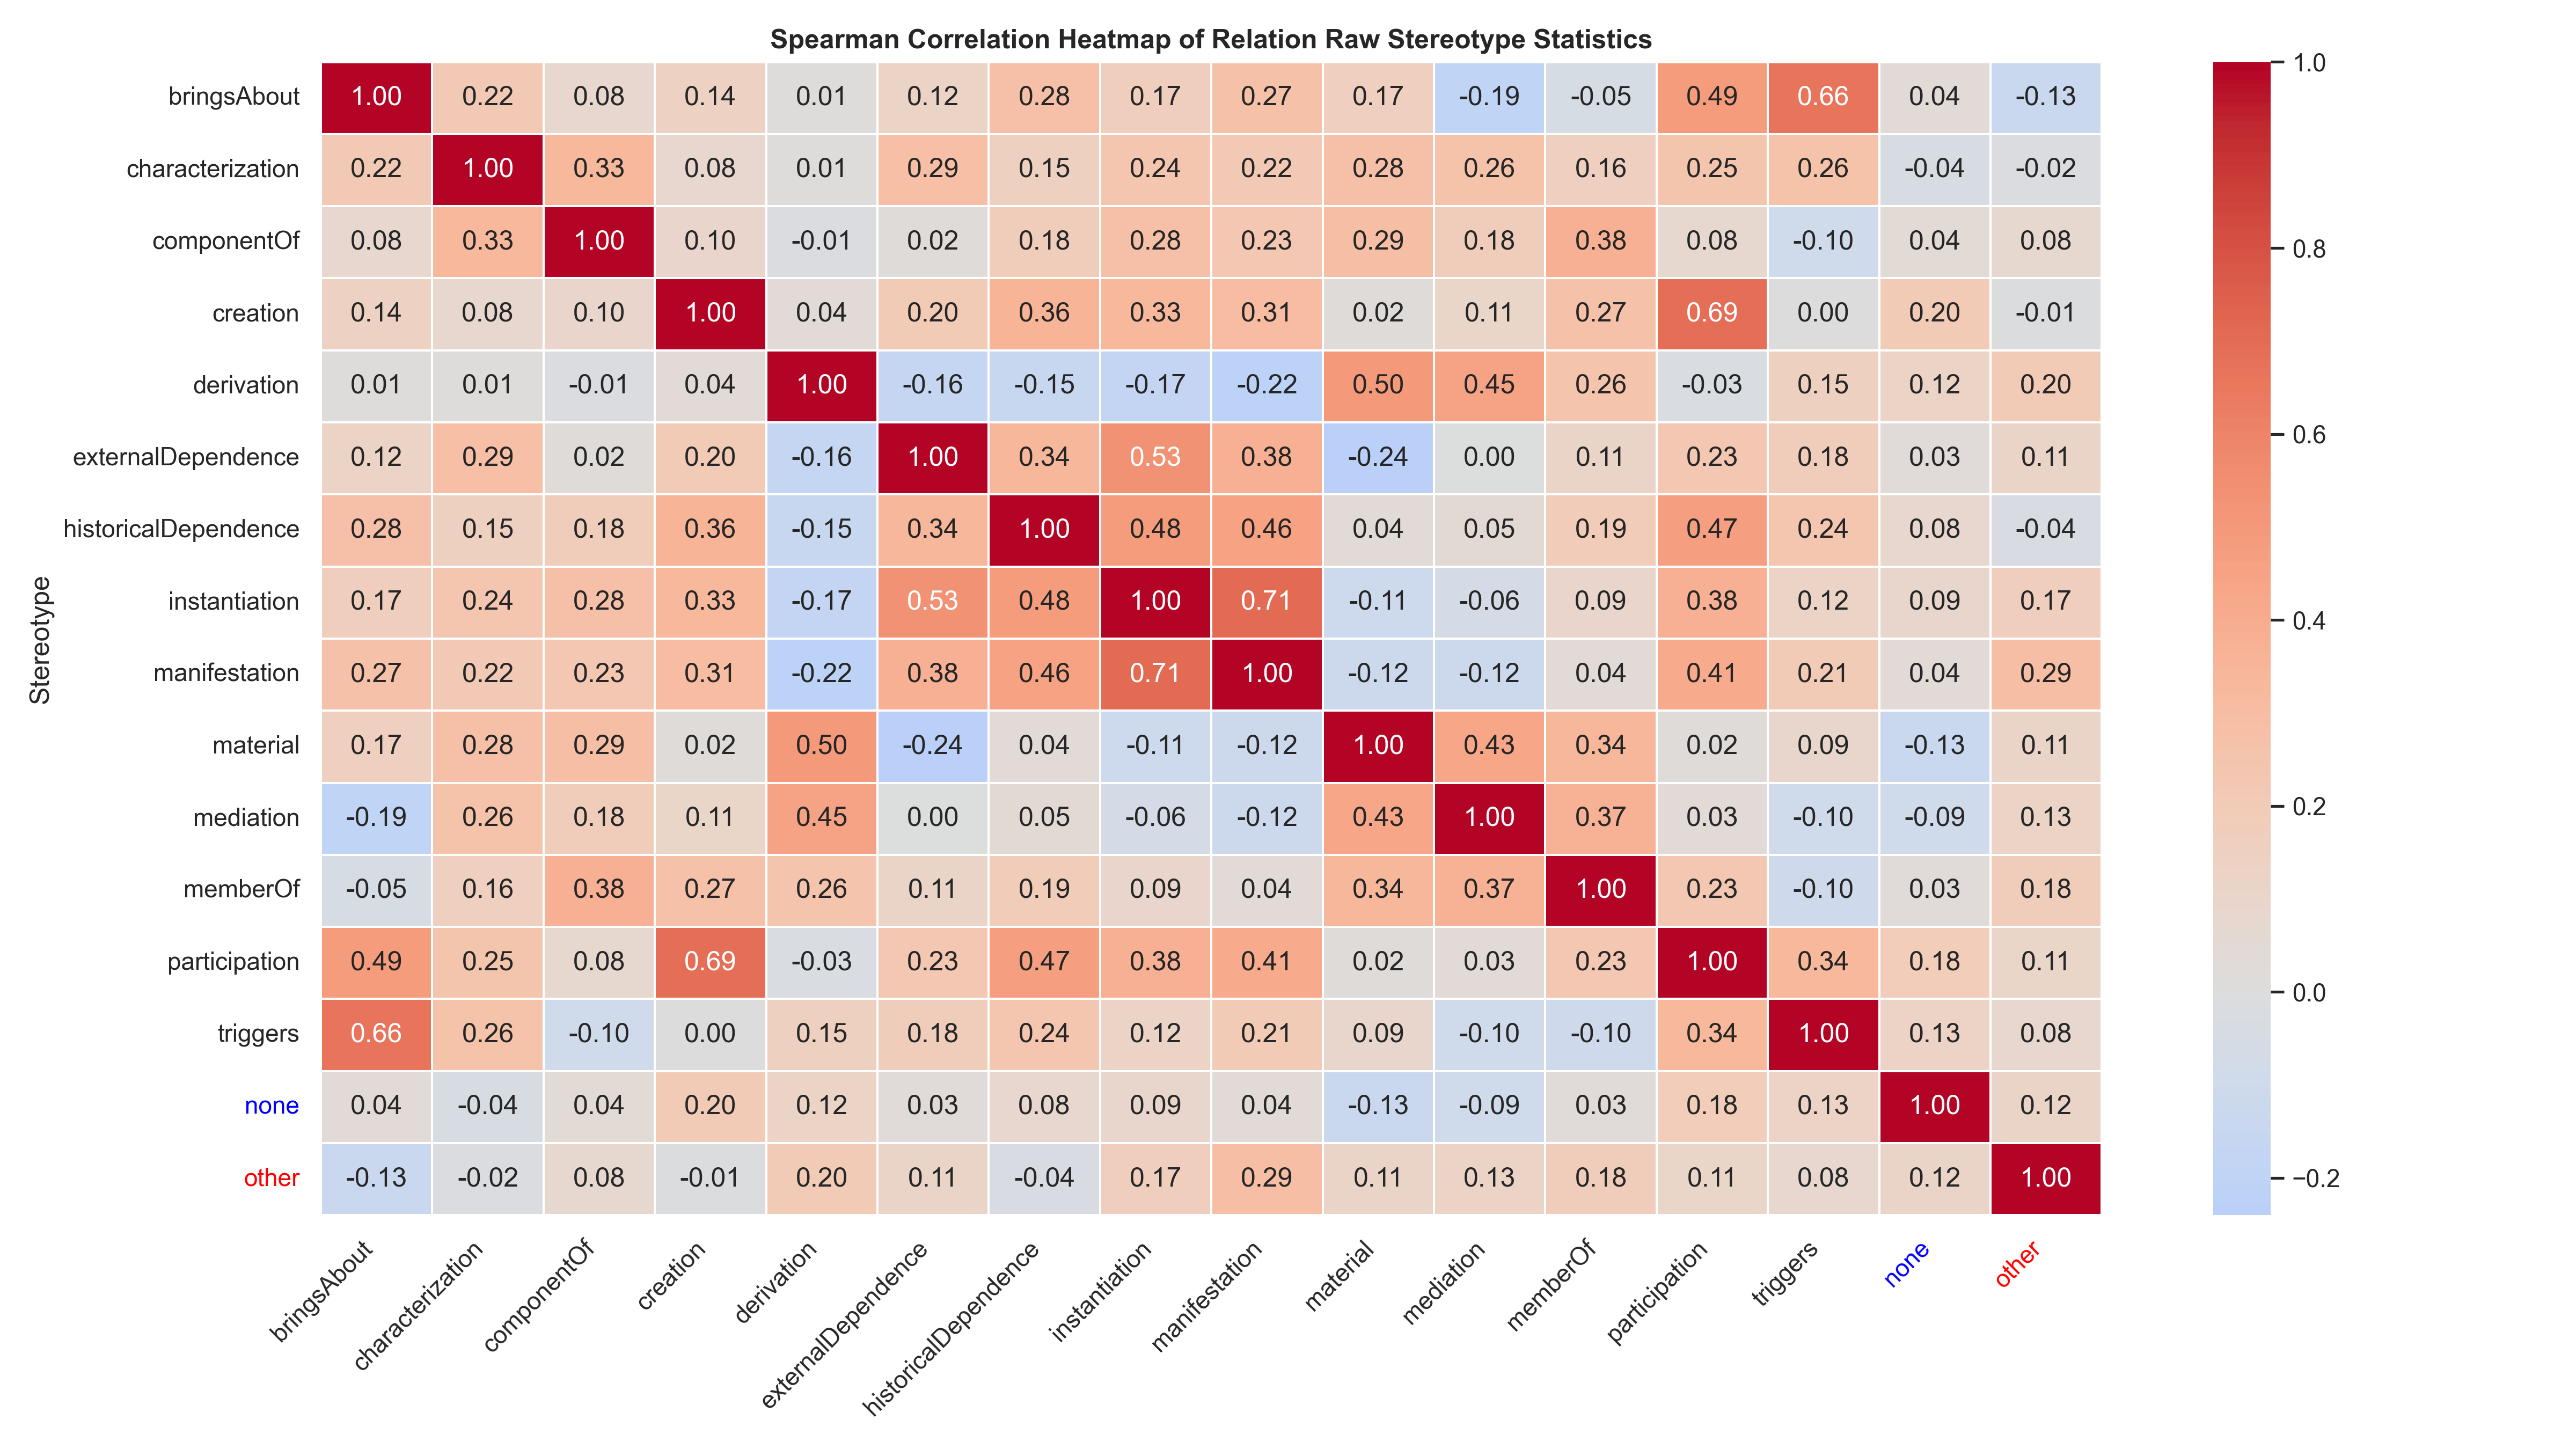 Spearman Correlation Heatmap of Relation Raw Stereotype Statistics
Stereotype
bringsAbout 1.00 0.22 0.08 0.14 0.01 0.12 0.28 0.17 0.27 0.17 -0.19 -0.05 0.49 0.66 0.04 -0.13
characterization 0.22 1.00 0.33 0.08 0.01 0.29 0.15 0.24 0.22 0.28 0.26 0.16 0.25 0.26 -0.04 -0.02
componentOf 0.08 0.33 1.00 0.10 -0.01 0.02 0.18 0.28 0.23 0.29 0.18 0.38 0.08 -0.10 0.04 0.08
creation 0.14 0.08 0.10 1.00 0.04 0.20 0.36 0.33 0.31 0.02 0.11 0.27 0.69 0.00 0.20 -0.01
derivation 0.01 0.01 -0.01 0.04 1.00 -0.16 -0.15 -0.17 -0.22 0.50 0.45 0.26 -0.03 0.15 0.12 0.20
externalDependence 0.12 0.29 0.02 0.20 -0.16 1.00 0.34 0.53 0.38 -0.24 0.00 0.11 0.23 0.18 0.03 0.11
historicalDependence 0.28 0.15 0.18 0.36 -0.15 0.34 1.00 0.48 0.46 0.04 0.05 0.19 0.47 0.24 0.08 -0.04
instantiation 0.17 0.24 0.28 0.33 -0.17 0.53 0.48 1.00 0.71 -0.11 -0.06 0.09 0.38 0.12 0.09 0.17
manifestation 0.27 0.22 0.23 0.31 -0.22 0.38 0.46 0.71 1.00 -0.12 -0.12 0.04 0.41 0.21 0.04 0.29
material 0.17 0.28 0.29 0.02 0.50 -0.24 0.04 -0.11 -0.12 1.00 0.43 0.34 0.02 0.09 -0.13 0.11
mediation -0.19 0.26 0.18 0.11 0.45 0.00 0.05 -0.06 -0.12 0.43 1.00 0.37 0.03 -0.10 -0.09 0.13
memberOf -0.05 0.16 0.38 0.27 0.26 0.11 0.19 0.09 0.04 0.34 0.37 1.00 0.23 -0.10 0.03 0.18
participation 0.49 0.25 0.08 0.69 -0.03 0.23 0.47 0.38 0.41 0.02 0.03 0.23 1.00 0.34 0.18 0.11
triggers 0.66 0.26 -0.10 0.00 0.15 0.18 0.24 0.12 0.21 0.09 -0.10 -0.10 0.34 1.00 0.13 0.08
none 0.04 -0.04 0.04 0.20 0.12 0.03 0.08 0.09 0.04 -0.13 -0.09 0.03 0.18 0.13 1.00 0.12
other -0.13 -0.02 0.08 -0.01 0.20 0.11 -0.04 0.17 0.29 0.11 0.13 0.18 0.11 0.08 0.12 1.00
bringsAbout
characterization
componentOf
creation
derivation
externalDependence
historicalDependence
instantiation
manifestation
material
mediation
memberOf
participation
triggers
none
other
1.0
0.8
0.6
0.4
0.2
0.0
−0.2